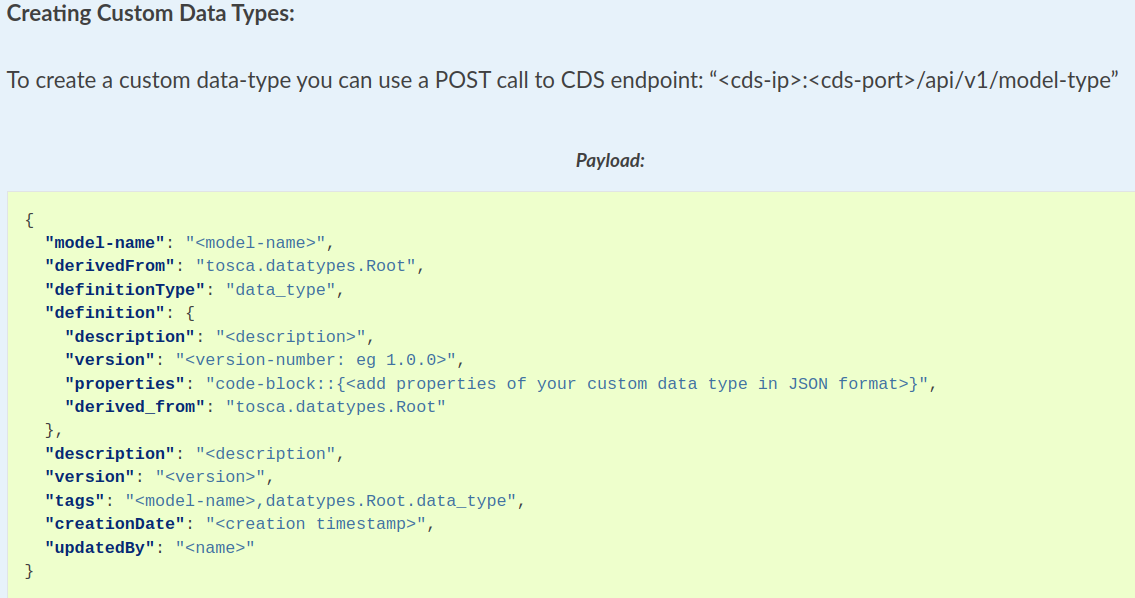 Creating Custom Data Types:
To create a custom data-type you can use a POST call to CDS endpoint: “<cds-ip>:<cds-port>/api/v1/model-type”
Payload:
{
  "model-name": "<model-name>",
  "derivedFrom": "tosca.datatypes.Root",
  "definitionType": "data_type",
  "definition": {
    "description": "<description>",
    "version": "<version-number: eg 1.0.0>",
    "properties": "code-block::{<add properties of your custom data type in JSON format>}",
    "derived_from": "tosca.datatypes.Root"
  },
  "description": "<description",
  "version": "<version>",
  "tags": "<model-name>,datatypes.Root.data_type",
  "creationDate": "<creation timestamp>",
  "updatedBy": "<name>"
}